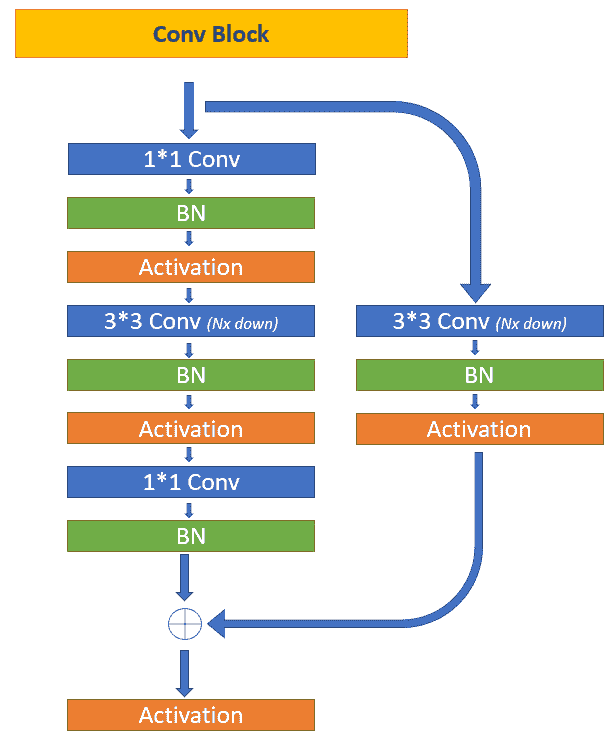 Conv Block
1*1 Conv
BN
Activation
3*3 Conv (Nx down)
BN
Activation
1*1 Conv
BN
3*3 Conv (Nx down)
BN
Activation
Activation